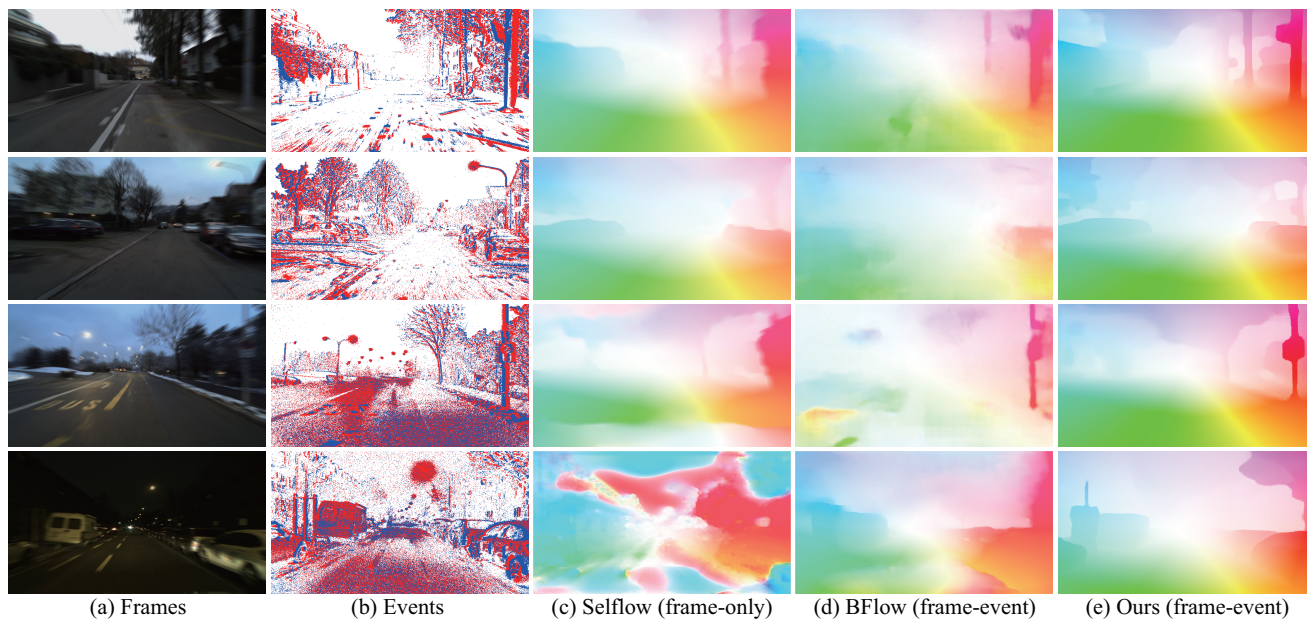 (a) Frames
(b) Events
(c) Selflow (frame-only)
(d) BFlow (frame-event)
(e) Ours (frame-event)
BUS